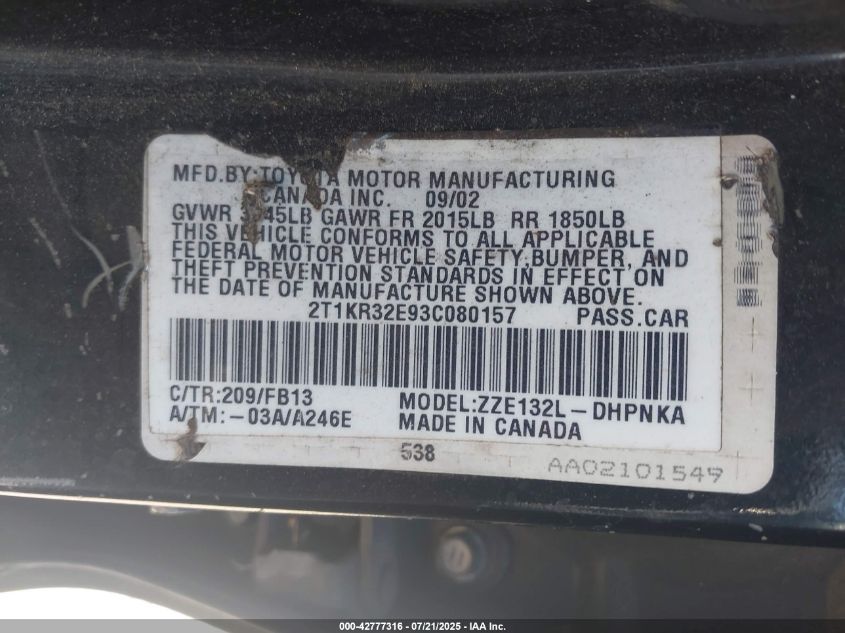 MFD.BY:TOYOTA MOTOR MANUFACTURING
CANADA INC. 09/02
GVWR GAWR FR 2015LB RR 1850LB
THIS VEHICLE CONFORMS TO ALL APPLICABLE
FEDERAL MOTOR VEHICLE SAFETY,BUMPER, AND
THEFT PREVENTION STANDARDS IN EFFECT ON
THE DATE OF MANUFACTURE SHOWN ABOVE.
2T1KR32E93C080157 PASS.CAR
C/TR:209/FB13 MODEL:ZZE132L-DHPNKA
A/TM:-03A/A246E MADE IN CANADA
538
AA02101549
000-42777316 - 07/21/2025 - IAA Inc.